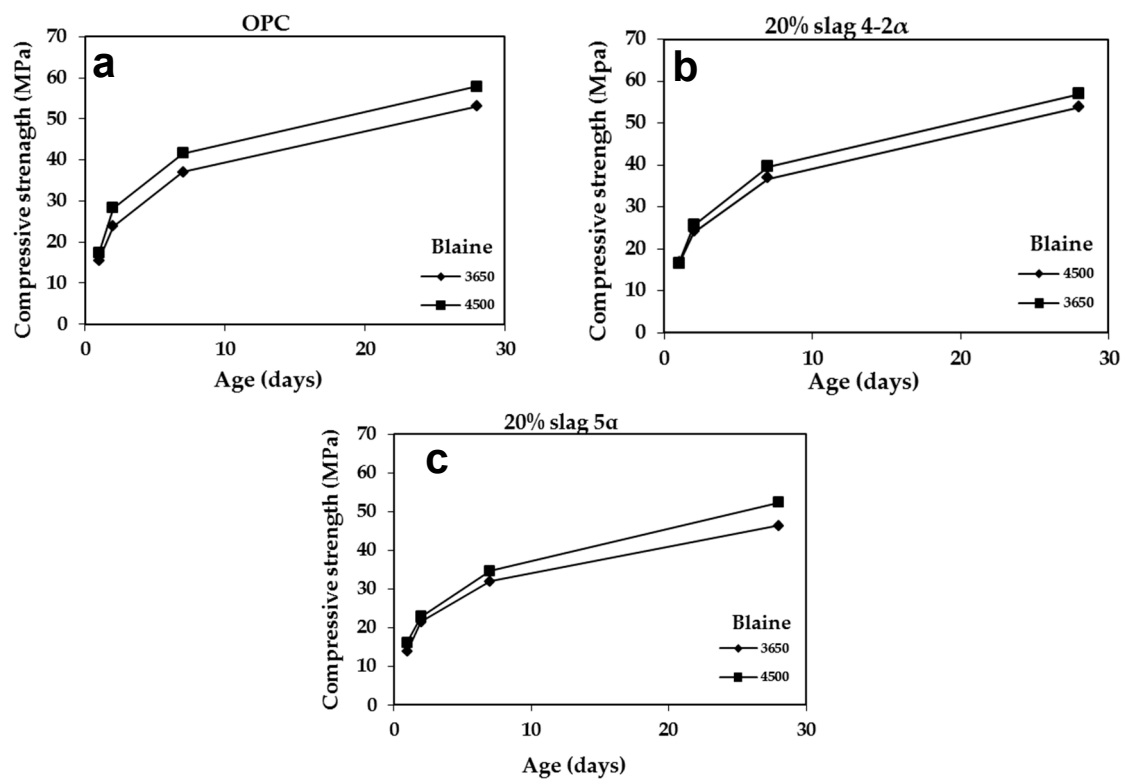 OPC
a
Compressive strenagth (MPa)
70
60
50
40
30
20
10
0
0
10
20
30
Age (days)
Blaine
3650
4500
20% slag 4-2α
b
Compressive strength (Mpa)
70
60
50
40
30
20
10
0
0
10
20
30
Age (days)
Blaine
4500
3650
20% slag 5α
c
Compressive strength (MPa)
70
60
50
40
30
20
10
0
0
10
20
30
Age (days)
Blaine
3650
4500